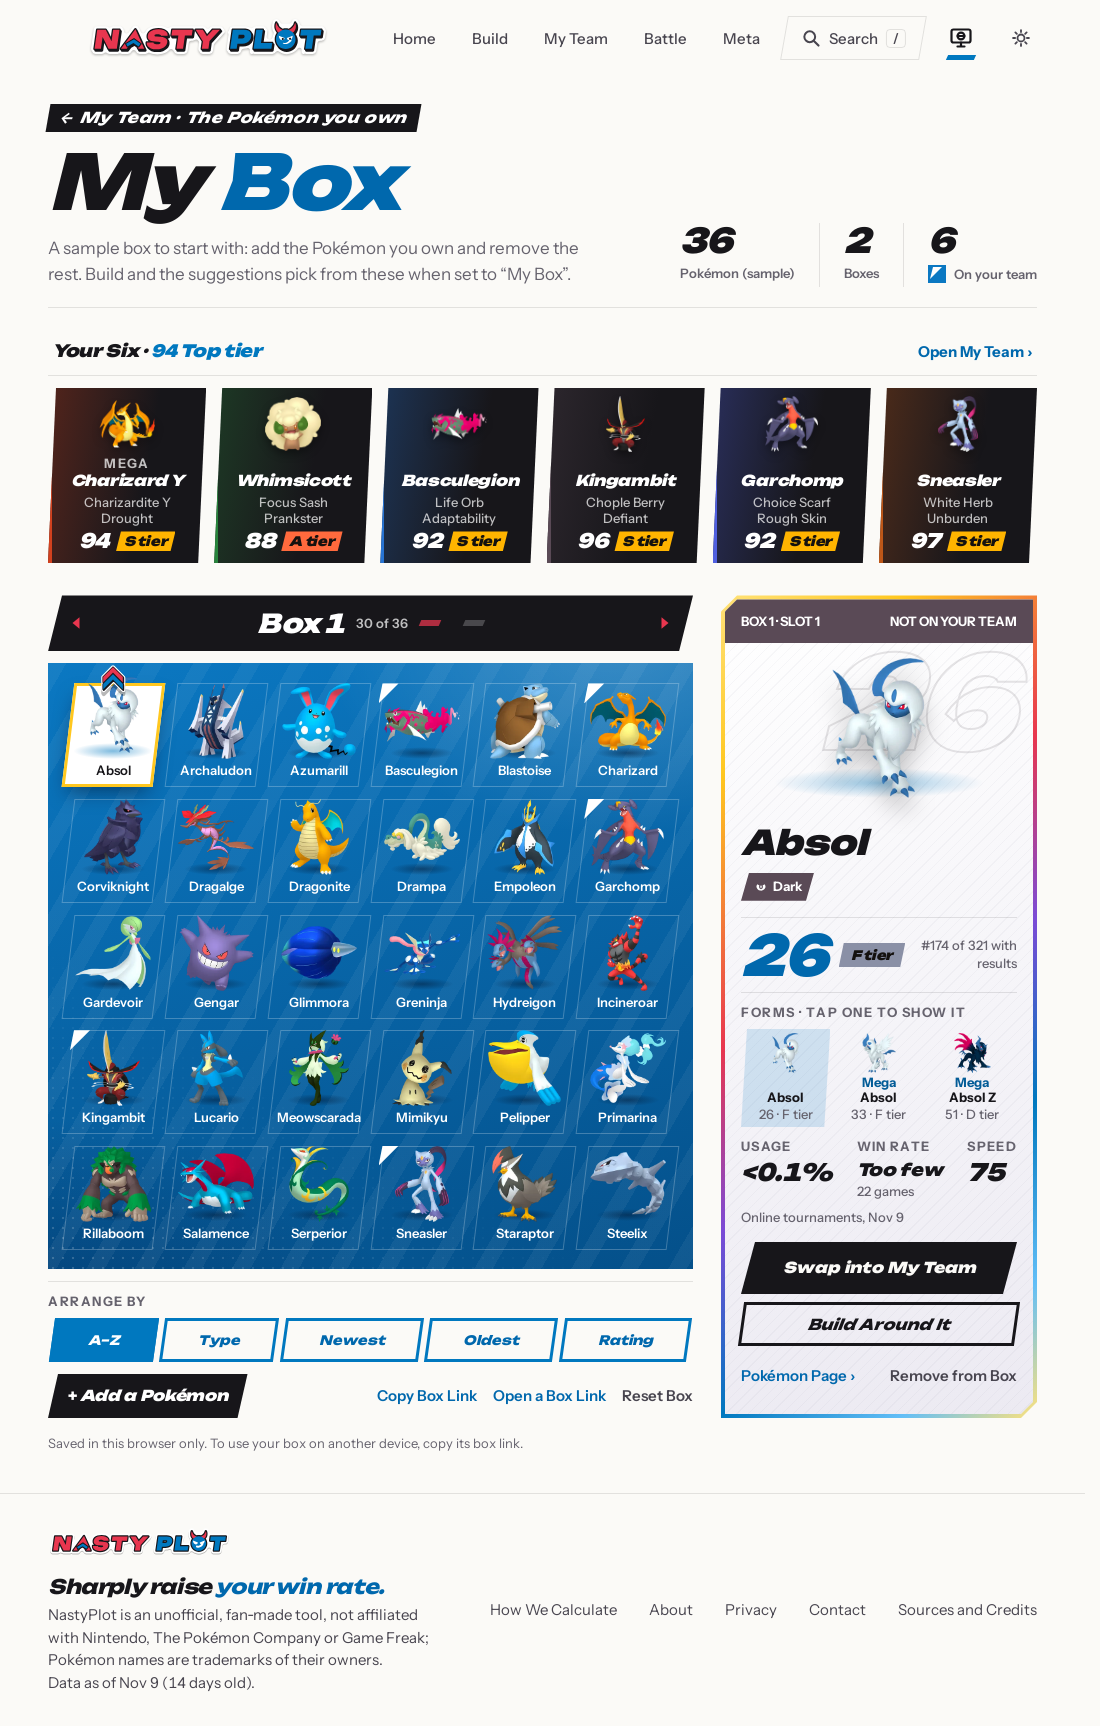 NASTY PLOT
Home Build My Team Battle Meta Search /
← My Team · The Pokémon you own
My Box
A sample box to start with: add the Pokémon you own and remove the
rest. Build and the suggestions pick from these when set to “My Box”.
36 2 6
Pokémon (sample) Boxes On your team
Your Six · 94 Top tier
Open My Team ›
MEGA
Charizard Y Whimsicott Basculegion Kingambit Garchomp Sneasler
Charizardite Y Focus Sash Life Orb Chople Berry Choice Scarf White Herb
Drought Prankster Adaptability Defiant Rough Skin Unburden
94 S tier 88 A tier 92 S tier 96 S tier 92 S tier 97 S tier
Box 1 30 of 36
Absol Archaludon Azumarill Basculegion Blastoise Charizard
Corviknight Dragalge Dragonite Drampa Empoleon Garchomp
Gardevoir Gengar Glimmora Greninja Hydreigon Incineroar
Kingambit Lucario Meowscarada Mimikyu Pelipper Primarina
Rillaboom Salamence Serperior Sneasler Staraptor Steelix
ARRANGE BY
A–Z Type Newest Oldest Rating
+ Add a Pokémon Copy Box Link Open a Box Link Reset Box
Saved in this browser only. To use your box on another device, copy its box link.
BOX 1 · SLOT 1 NOT ON YOUR TEAM
26
Absol
Dark
26 F tier #174 of 321 with
results
FORMS · TAP ONE TO SHOW IT
Mega Mega
Absol Absol Absol Z
26 · F tier 33 · F tier 51 · D tier
USAGE WIN RATE SPEED
<0.1% Too few 75
22 games
Online tournaments, Nov 9
Swap into My Team
Build Around It
Pokémon Page › Remove from Box
NASTY PLOT
Sharply raise your win rate.
NastyPlot is an unofficial, fan-made tool, not affiliated
with Nintendo, The Pokémon Company or Game Freak;
Pokémon names are trademarks of their owners.
Data as of Nov 9 (14 days old).
How We Calculate About Privacy Contact Sources and Credits